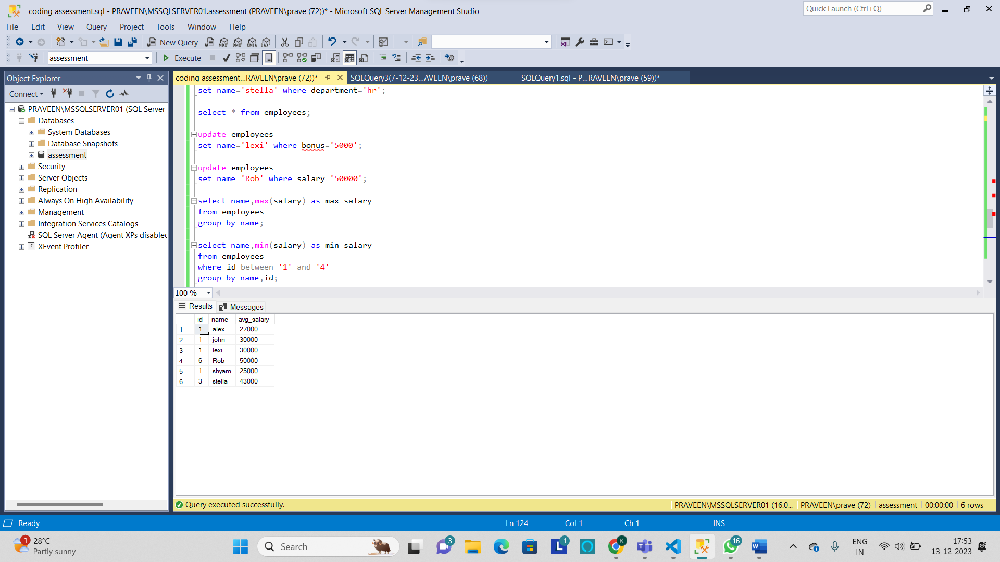 coding assessment.sql - PRAVEEN\MSSQLSERVER01.assessment (PRAVEEN\prave (72))* - Microsoft SQL Server Management Studio
Quick Launch (Ctrl+Q)
File Edit View Query Project Tools Window Help
New Query MDX DMX XMLA DAX
assessment Execute
Object Explorer
coding assessment...RAVEEN\prave (72))* SQLQuery3(7-12-23...AVEEN\prave (68)) SQLQuery1.sql - P...RAVEEN\prave (59))*
Connect
PRAVEEN\MSSQLSERVER01 (SQL Server
Databases
System Databases
Database Snapshots
assessment
Security
Server Objects
Replication
Always On High Availability
Management
Integration Services Catalogs
SQL Server Agent (Agent XPs disabled
XEvent Profiler
set name='stella' where department='hr';
select * from employees;
update employees
set name='lexi' where bonus='5000';
update employees
set name='Rob' where salary='50000';
select name,max(salary) as max_salary
from employees
group by name;
select name,min(salary) as min_salary
from employees
where id between '1' and '4'
group by name,id;
100 %
Results Messages
id name avg_salary
1 1 alex 27000
2 1 john 30000
3 1 lexi 30000
4 6 Rob 50000
5 1 shyam 25000
6 3 stella 43000
Query executed successfully. PRAVEEN\MSSQLSERVER01 (16.0... PRAVEEN\prave (72) assessment 00:00:00 6 rows
Ready Ln 124 Col 1 Ch 1 INS
1 28°C
Partly sunny
Search
3 L 1 K 16
ENG
IN
17:53
13-12-2023